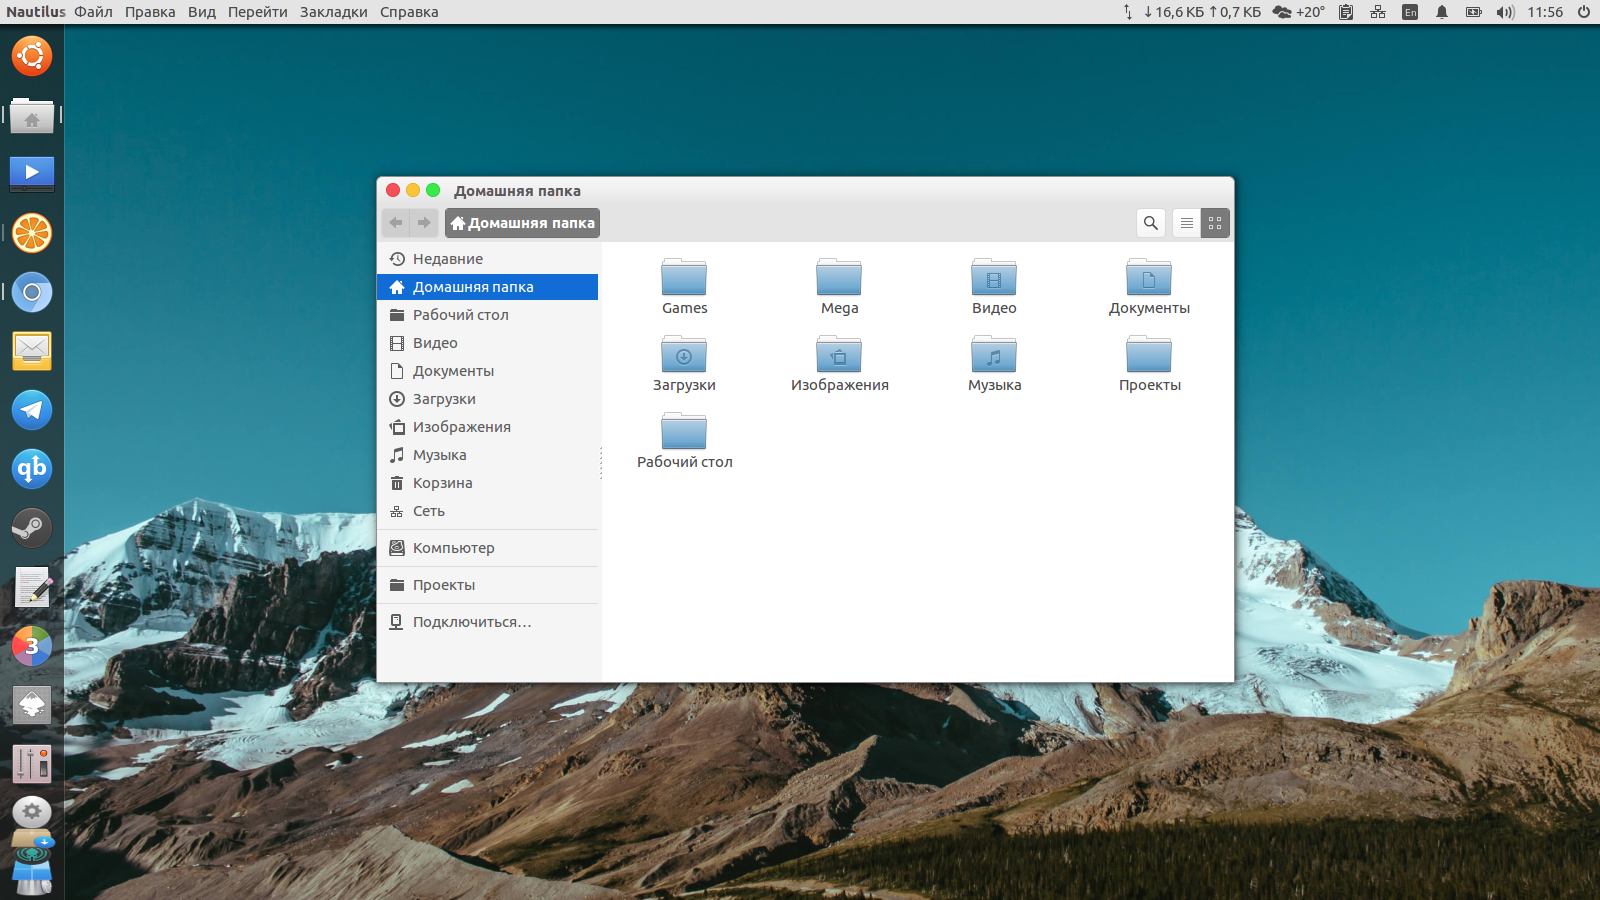 Nautilus Файл Правка Вид Перейти Закладки Справка ↓16,6 КБ ↑0,7 КБ +20° En 11:56
Домашняя папка
Домашняя папка
Недавние
Домашняя папка
Рабочий стол
Видео
Документы
Загрузки
Изображения
Музыка
Корзина
Сеть
Компьютер
Проекты
Подключиться…
Games Mega Видео Документы
Загрузки Изображения Музыка Проекты
Рабочий стол
qb
3